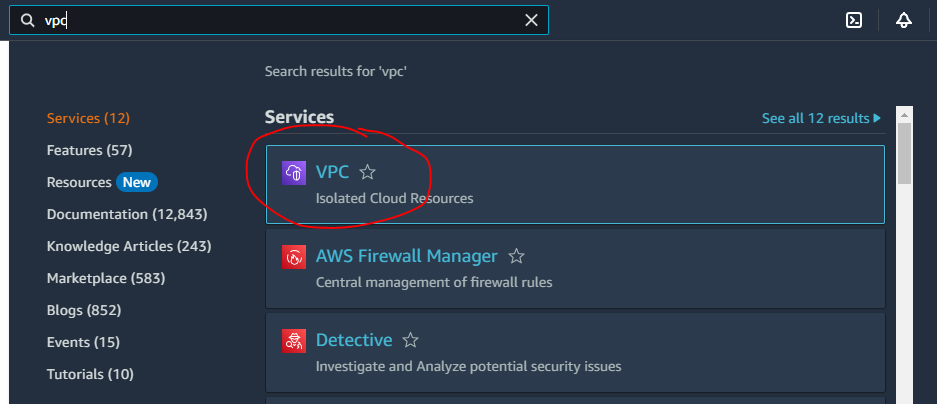 vpc
Search results for 'vpc'
Services (12)
Features (57)
Resources New
Documentation (12,843)
Knowledge Articles (243)
Marketplace (583)
Blogs (852)
Events (15)
Tutorials (10)
Services
See all 12 results
VPC
Isolated Cloud Resources
AWS Firewall Manager
Central management of firewall rules
Detective
Investigate and Analyze potential security issues